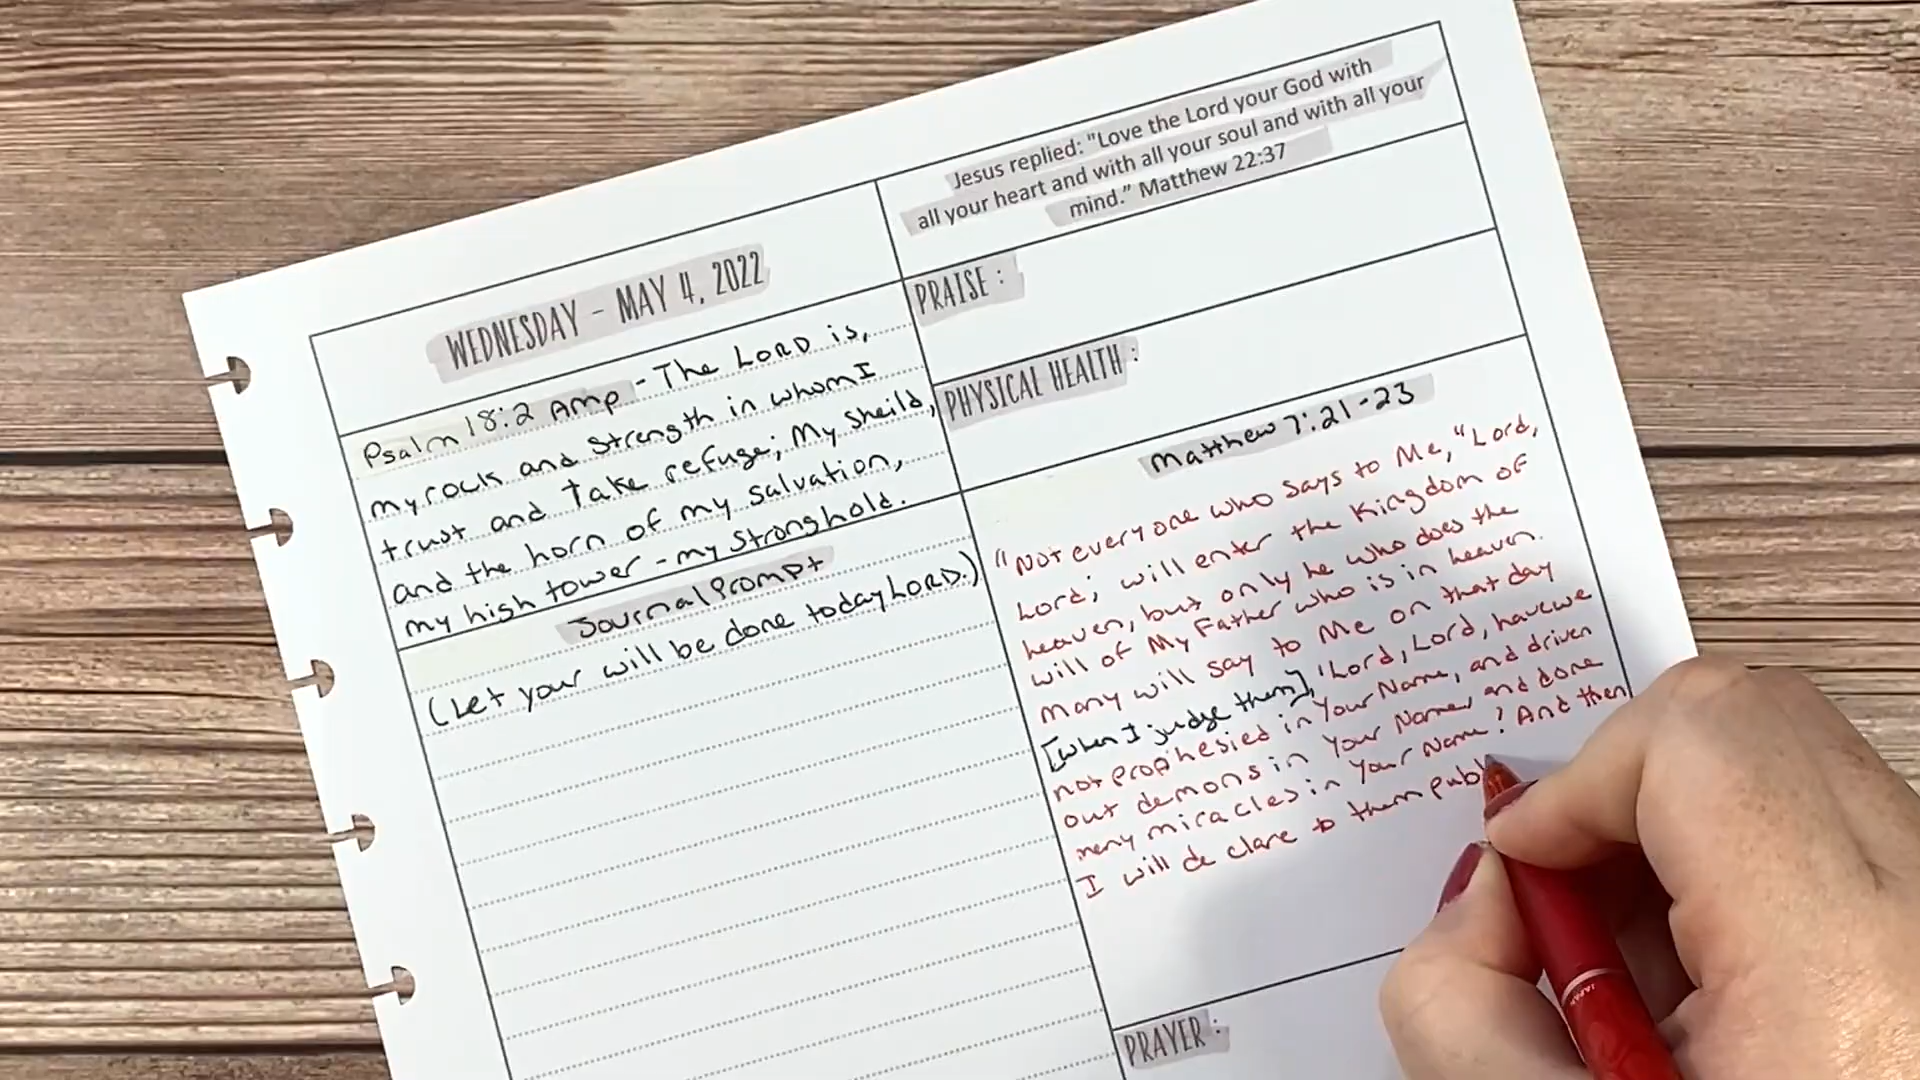 Jesus replied: "Love the Lord your God with
all your heart and with all your soul and with all your
mind." Matthew 22:37
WEDNESDAY - MAY 4, 2022
Psalm 18:2 Amp - The LORD is,
my rock and strength in whom I
trust and take refuge; My sheild,
and the horn of my salvation,
my high tower - my stronghold.
Journal Prompt
(Let your will be done today LORD.)
PRAISE :
PHYSICAL HEALTH :
Matthew 7:21-23
"Not everyone who says to Me, "Lord,
Lord,' will enter the Kingdom of
heaven, but only he who does the
will of My Father who is in heaven.
many will say to Me on that day
[when I judge them], 'Lord, Lord, have we
not prophesied in Your Name, and driven
out demons in Your Name, and done
many miracles in Your Name? And then
I will declare to them publ
PRAYER :
JAPAN